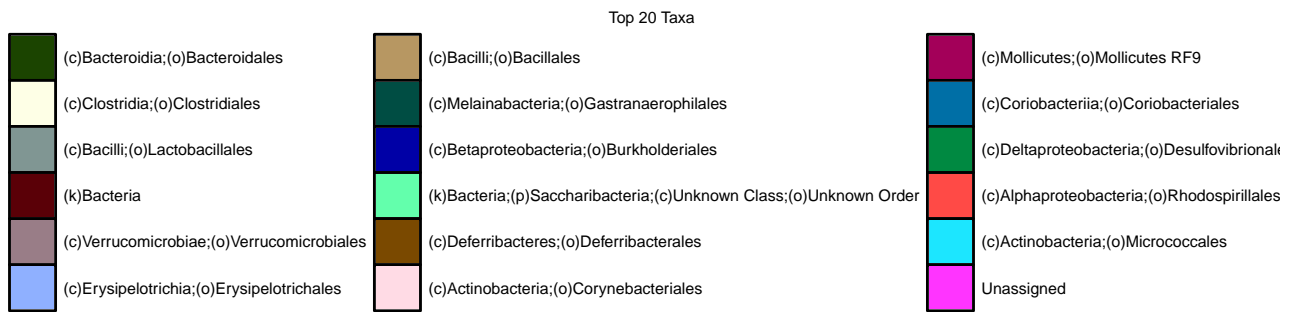 Top 20 Taxa
(c)Bacteroidia;(o)Bacteroidales
(c)Clostridia;(o)Clostridiales
(c)Bacilli;(o)Lactobacillales
(k)Bacteria
(c)Verrucomicrobiae;(o)Verrucomicrobiales
(c)Erysipelotrichia;(o)Erysipelotrichales
(c)Bacilli;(o)Bacillales
(c)Melainabacteria;(o)Gastranaerophilales
(c)Betaproteobacteria;(o)Burkholderiales
(k)Bacteria;(p)Saccharibacteria;(c)Unknown Class;(o)Unknown Order
(c)Deferribacteres;(o)Deferribacterales
(c)Actinobacteria;(o)Corynebacteriales
(c)Mollicutes;(o)Mollicutes RF9
(c)Coriobacteriia;(o)Coriobacteriales
(c)Deltaproteobacteria;(o)Desulfovibrionale
(c)Alphaproteobacteria;(o)Rhodospirillales
(c)Actinobacteria;(o)Micrococcales
Unassigned